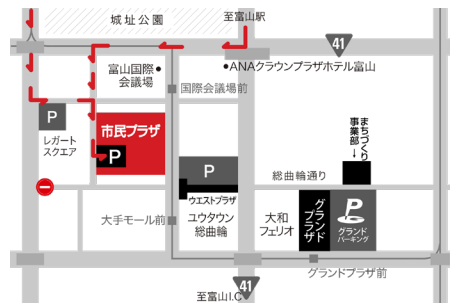 城址公園
至富山駅
41
富山国際
会議場
ANAクラウンプラザホテル富山
国際会議場前
P
レガート
スクエア
市民プラザ
P
P
まちづくり
事業部→
ウエストプラザ
総曲輪通り
大手モール前
ユウタウン
総曲輪
大和
フェリオ
グランド
プラザ
P
グランド
パーキング
グランドプラザ前
41
至富山I.C